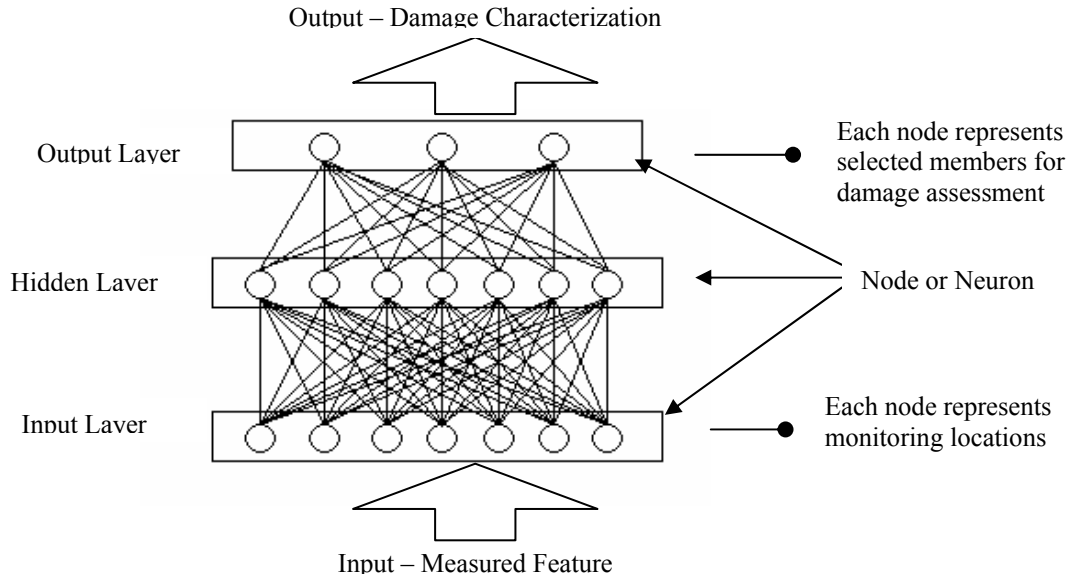 Output – Damage Characterization
Output Layer
Each node represents
selected members for
damage assessment
Hidden Layer
Node or Neuron
Input Layer
Each node represents
monitoring locations
Input – Measured Feature